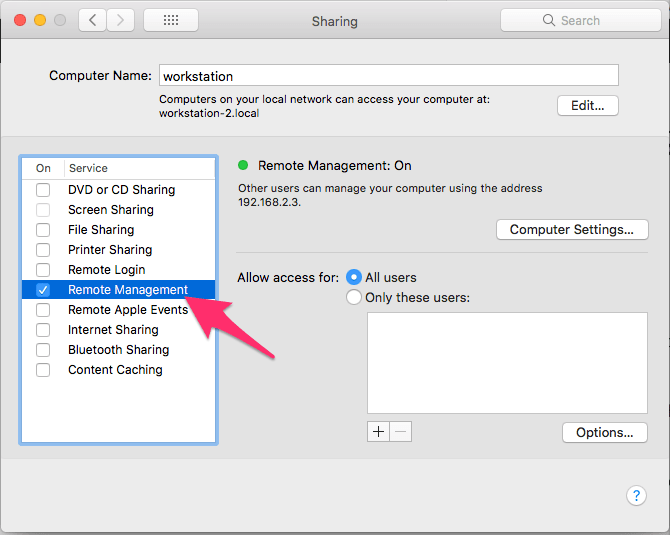 Sharing
Search
Computer Name: workstation
Computers on your local network can access your computer at:
workstation-2.local
Edit...
On Service
DVD or CD Sharing
Screen Sharing
File Sharing
Printer Sharing
Remote Login
Remote Management
Remote Apple Events
Internet Sharing
Bluetooth Sharing
Content Caching
Remote Management: On
Other users can manage your computer using the address
192.168.2.3.
Computer Settings...
Allow access for: All users
Only these users:
+ −
Options...
?